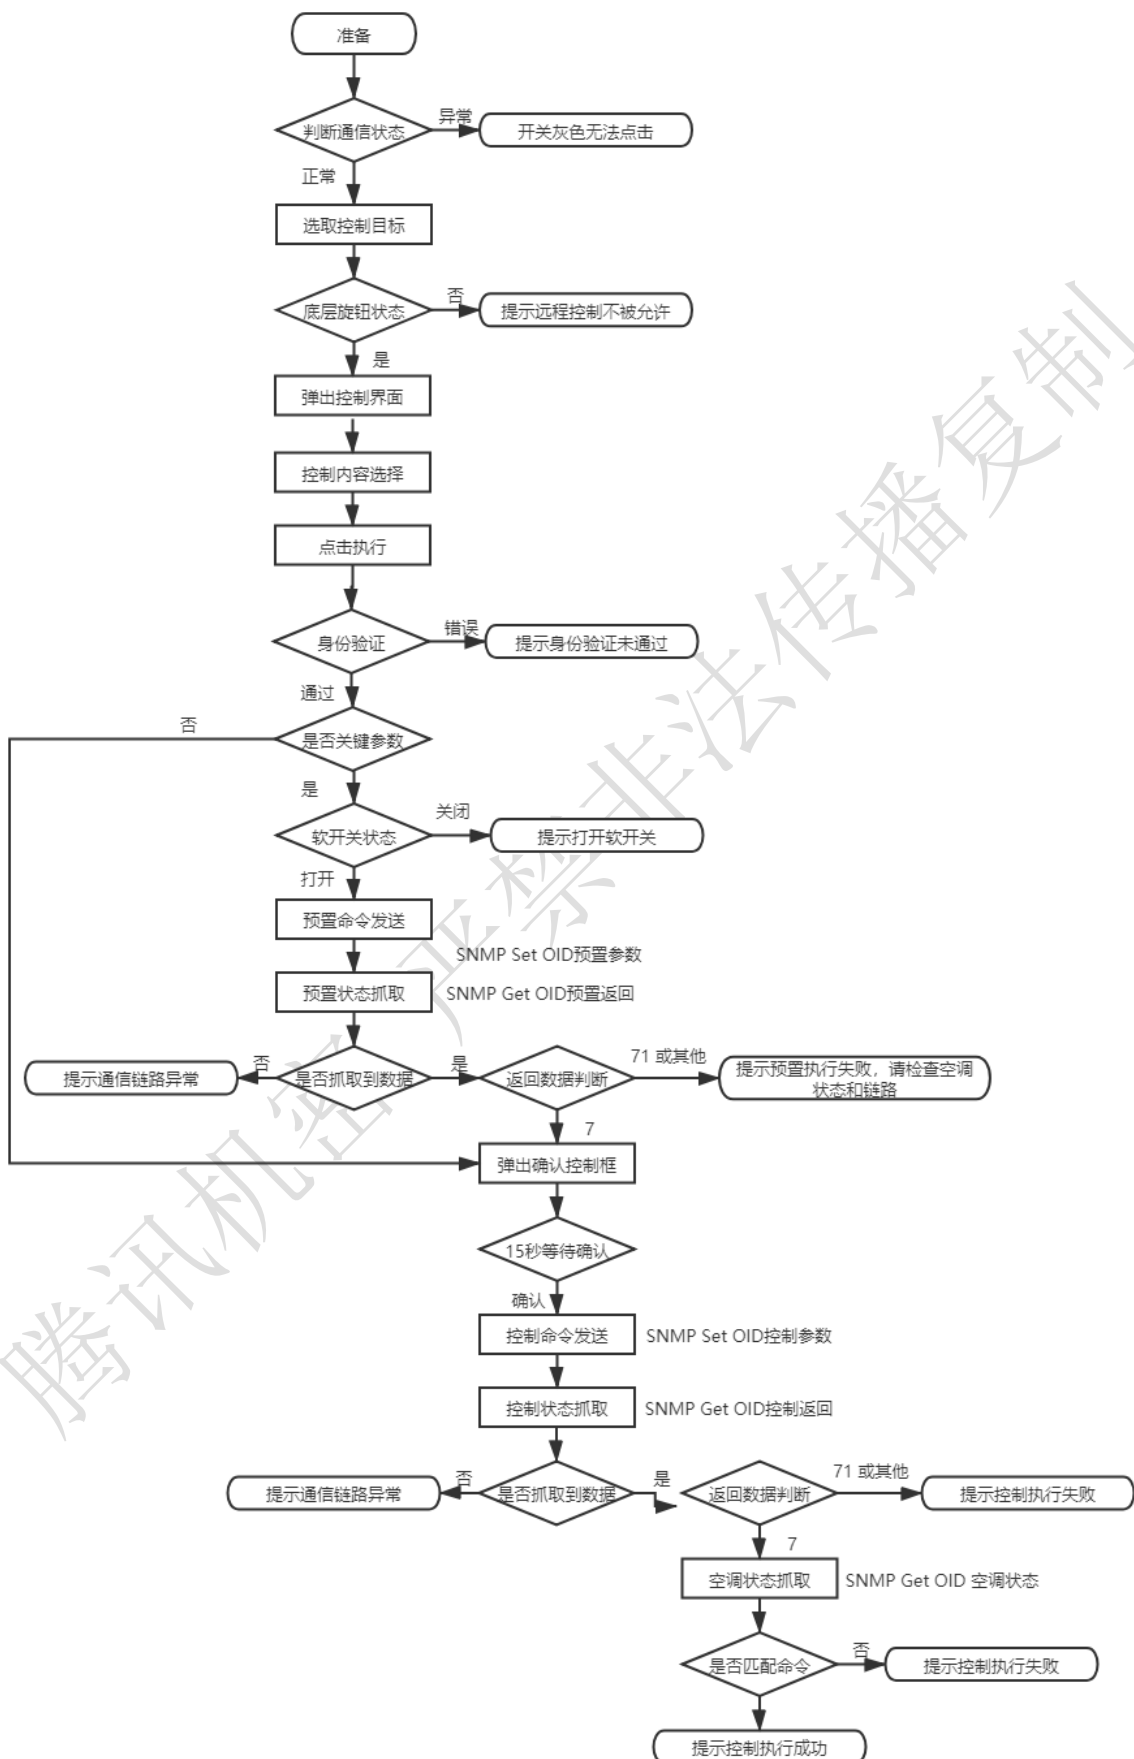 准备
判断通信状态
异常
开关灰色无法点击
正常
选取控制目标
底层旋钮状态
否
提示远程控制不被允许
是
弹出控制界面
控制内容选择
点击执行
身份验证
错误
提示身份验证未通过
通过
否
是否关键参数
是
软开关状态
关闭
提示打开软开关
打开
预置命令发送
SNMP Set OID预置参数
预置状态抓取
SNMP Get OID预置返回
提示通信链路异常
否
是否抓取到数据
是
返回数据判断
71 或其他
提示预置执行失败，请检查空调
状态和链路
7
弹出确认控制框
15秒等待确认
确认
控制命令发送
SNMP Set OID控制参数
控制状态抓取
SNMP Get OID控制返回
提示通信链路异常
否
是否抓取到数据
是
返回数据判断
71 或其他
提示控制执行失败
7
空调状态抓取
SNMP Get OID 空调状态
是否匹配命令
否
提示控制执行失败
提示控制执行成功
腾讯机密 严禁非法传播复制